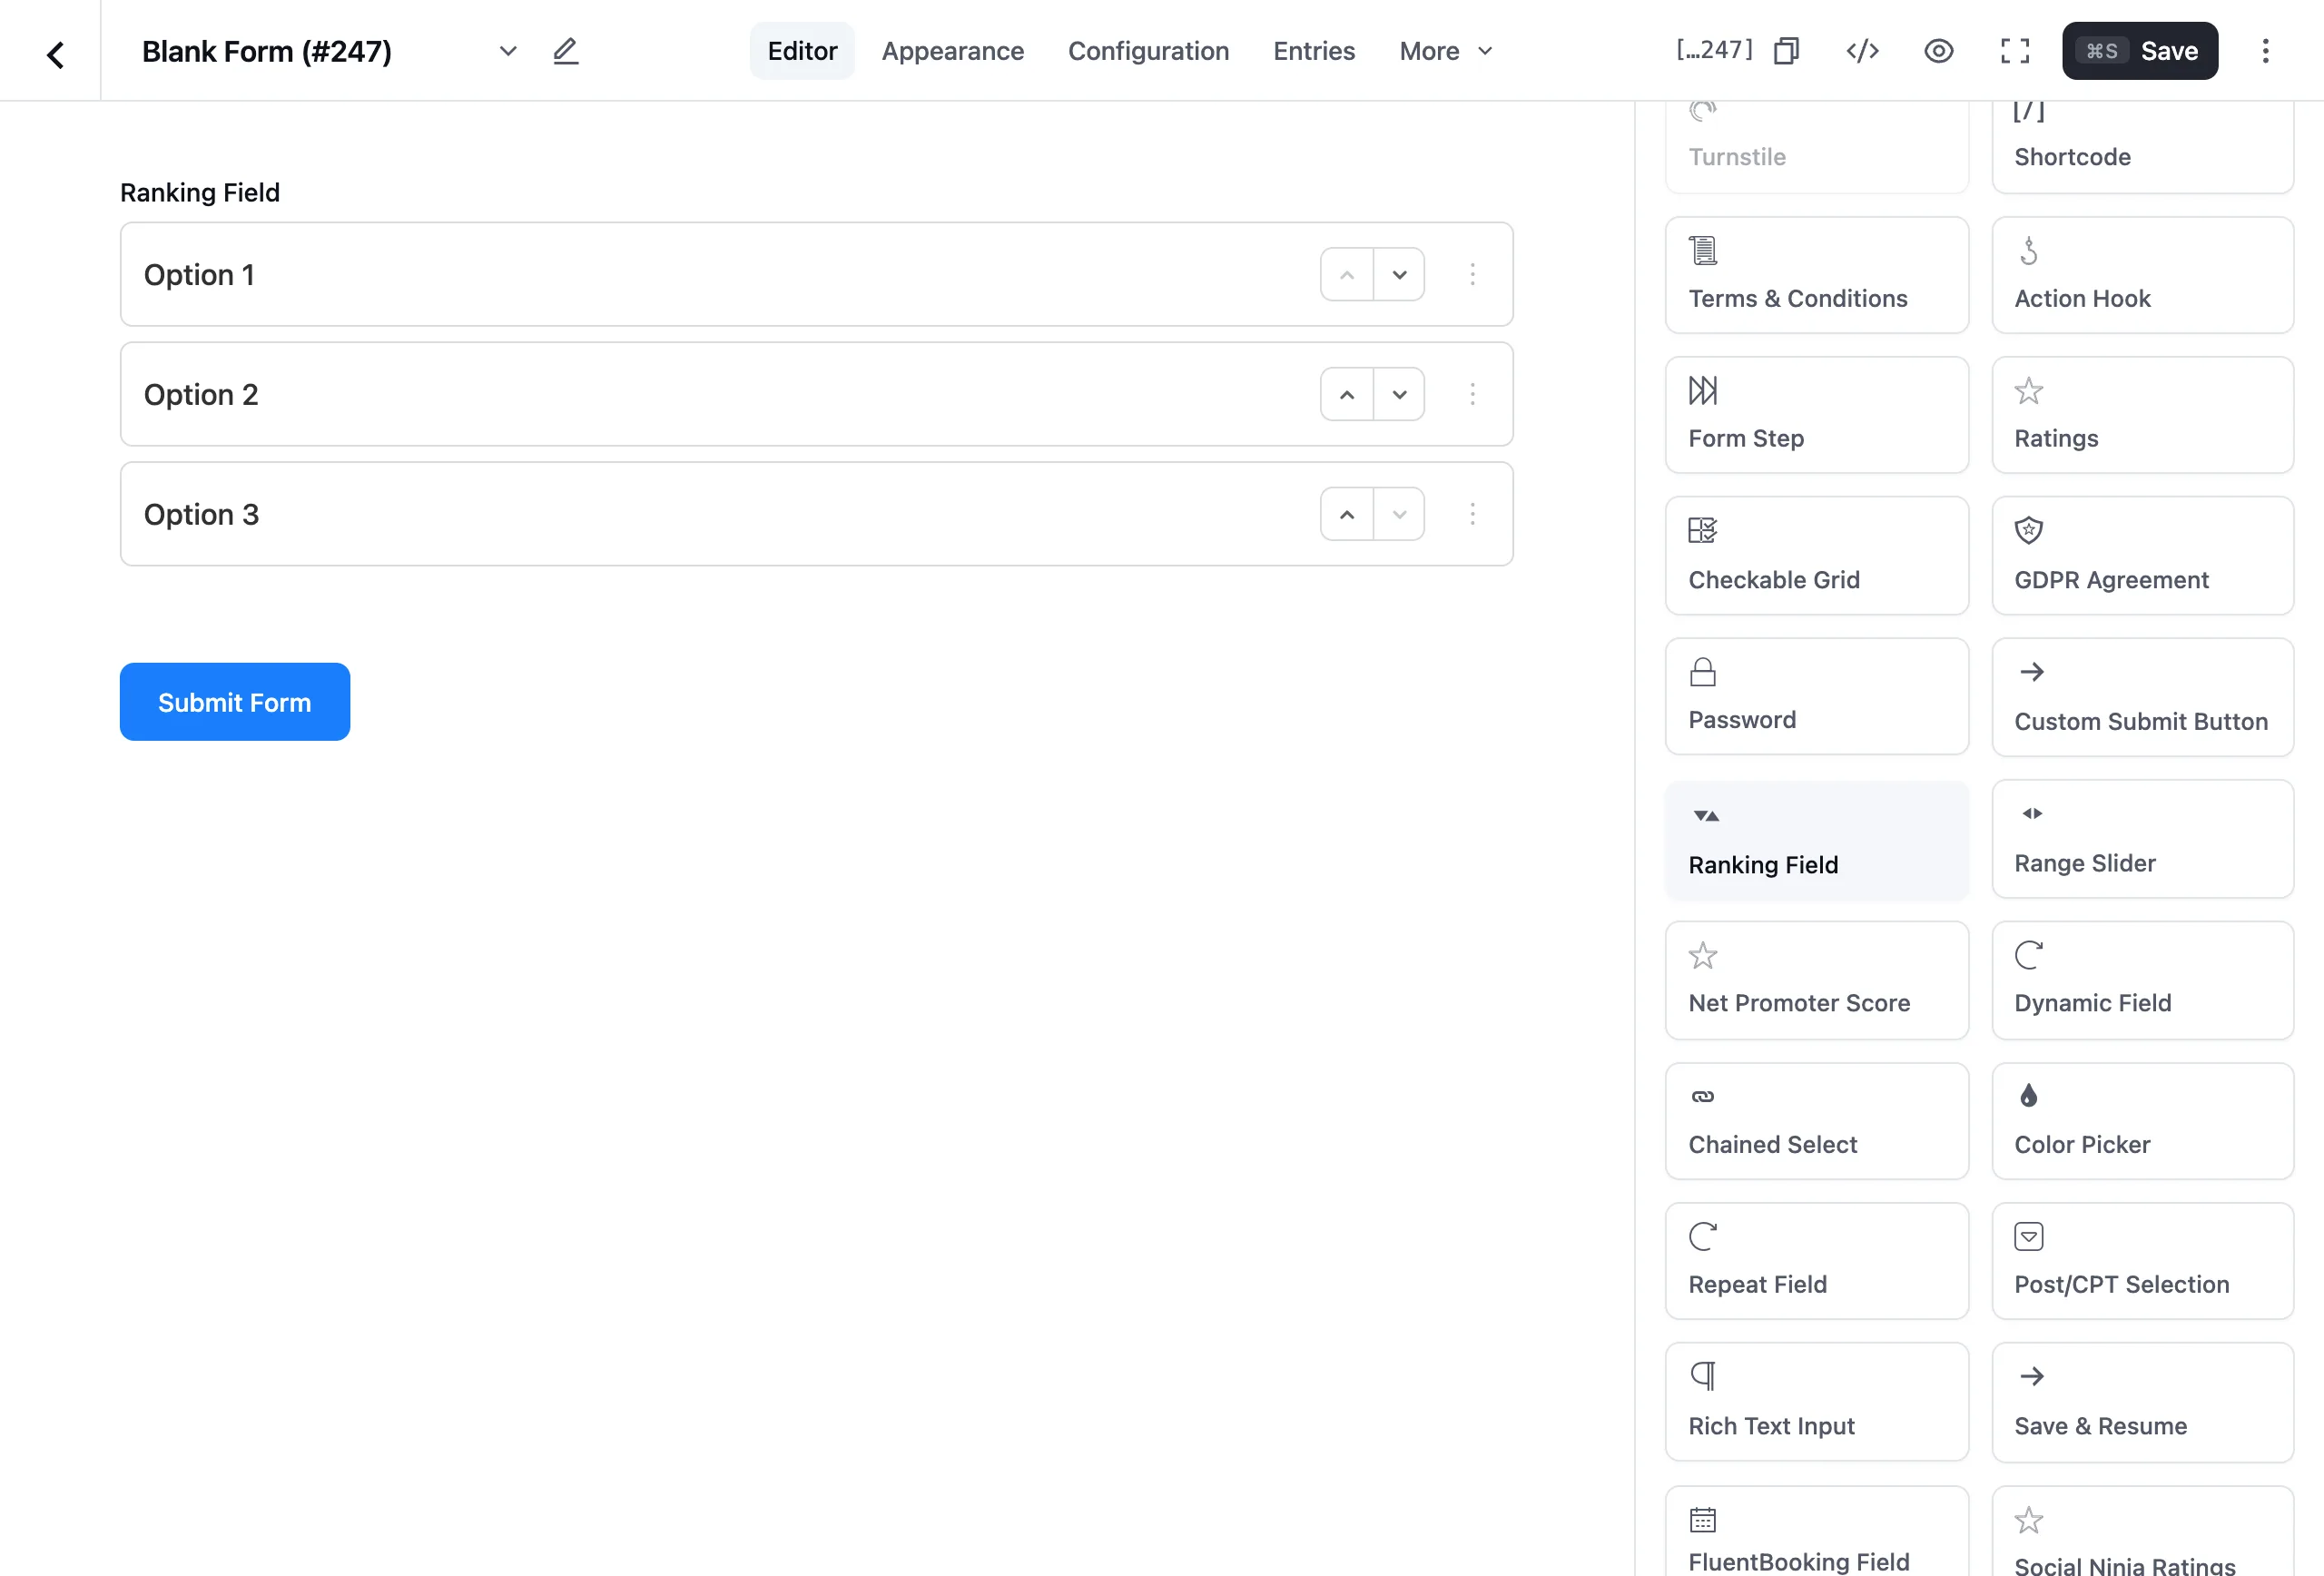 Blank Form (#247)
Editor
Appearance
Configuration
Entries
More
[...247]
⌘S
Save
Ranking Field
Option 1
Option 2
Option 3
Submit Form
Turnstile
[/]
Shortcode
Terms & Conditions
Action Hook
Form Step
Ratings
Checkable Grid
GDPR Agreement
Password
Custom Submit Button
Ranking Field
Range Slider
Net Promoter Score
Dynamic Field
Chained Select
Color Picker
Repeat Field
Post/CPT Selection
Rich Text Input
Save & Resume
FluentBooking Field
Social Ninja Ratings